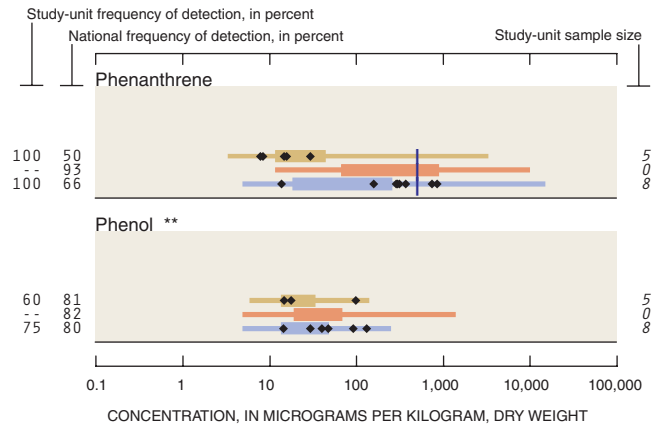 Study-unit frequency of detection, in percent
National frequency of detection, in percent
Study-unit sample size
Phenanthrene
100 50 5
-- 93 0
100 66 8
Phenol **
60 81 5
-- 82 0
75 80 8
0.1 1 10 100 1,000 10,000 100,000
CONCENTRATION, IN MICROGRAMS PER KILOGRAM, DRY WEIGHT